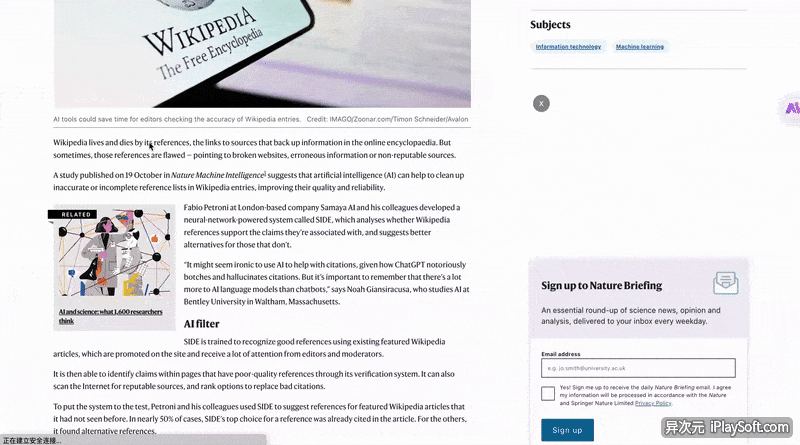 WIKIPEDIA
The Free Encyclopedia
AI tools could save time for editors checking the accuracy of Wikipedia entries. Credit: IMAGO/Zoonar.com/Timon Schneider/Avalon
Wikipedia lives and dies by its references, the links to sources that back up information in the online encyclopaedia. But
sometimes, those references are flawed — pointing to broken websites, erroneous information or non-reputable sources.
A study published on 19 October in Nature Machine Intelligence¹ suggests that artificial intelligence (AI) can help to clean up
inaccurate or incomplete reference lists in Wikipedia entries, improving their quality and reliability.
RELATED
AI and science: what 1,600 researchers
think
Fabio Petroni at London-based company Samaya AI and his colleagues developed a
neural-network-powered system called SIDE, which analyses whether Wikipedia
references support the claims they're associated with, and suggests better
alternatives for those that don't.
“It might seem ironic to use AI to help with citations, given how ChatGPT notoriously
botches and hallucinates citations. But it's important to remember that there's a lot
more to AI language models than chatbots,” says Noah Giansiracusa, who studies AI at
Bentley University in Waltham, Massachusetts.
AI filter
SIDE is trained to recognize good references using existing featured Wikipedia
articles, which are promoted on the site and receive a lot of attention from editors and moderators.
It is then able to identify claims within pages that have poor-quality references through its verification system. It can also
scan the Internet for reputable sources, and rank options to replace bad citations.
To put the system to the test, Petroni and his colleagues used SIDE to suggest references for featured Wikipedia articles that
it had not seen before. In nearly 50% of cases, SIDE's top choice for a reference was already cited in the article. For the others,
it found alternative references.
正在建立安全连接...
Subjects
Information technology
Machine learning
X
Sign up to Nature Briefing
An essential round-up of science news, opinion and
analysis, delivered to your inbox every weekday.
Email address
e.g. jo.smith@university.ac.uk
Yes! Sign me up to receive the daily Nature Briefing email. I agree
my information will be processed in accordance with the Nature
and Springer Nature Limited Privacy Policy.
Sign up
异次元 iPlaySoft.com